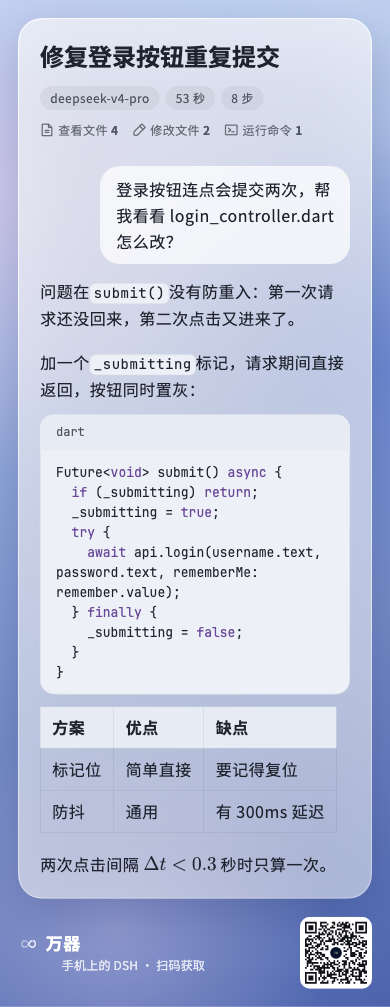 修复登录按钮重复提交
deepseek-v4-pro 53 秒 8 步
查看文件 4 修改文件 2 运行命令 1
登录按钮连点会提交两次，帮
我看看 login_controller.dart
怎么改？
问题在 submit() 没有防重入：第一次请
求还没回来，第二次点击又进来了。
加一个 _submitting 标记，请求期间直接
返回，按钮同时置灰：
dart
Future<void> submit() async {
  if (_submitting) return;
  _submitting = true;
  try {
    await api.login(username.text,
password.text, rememberMe:
remember.value);
  } finally {
    _submitting = false;
  }
}
方案 优点 缺点
标记位 简单直接 要记得复位
防抖 通用 有 300ms 延迟
两次点击间隔 Δt < 0.3 秒时只算一次。
∞ 万器
手机上的 DSH · 扫码获取